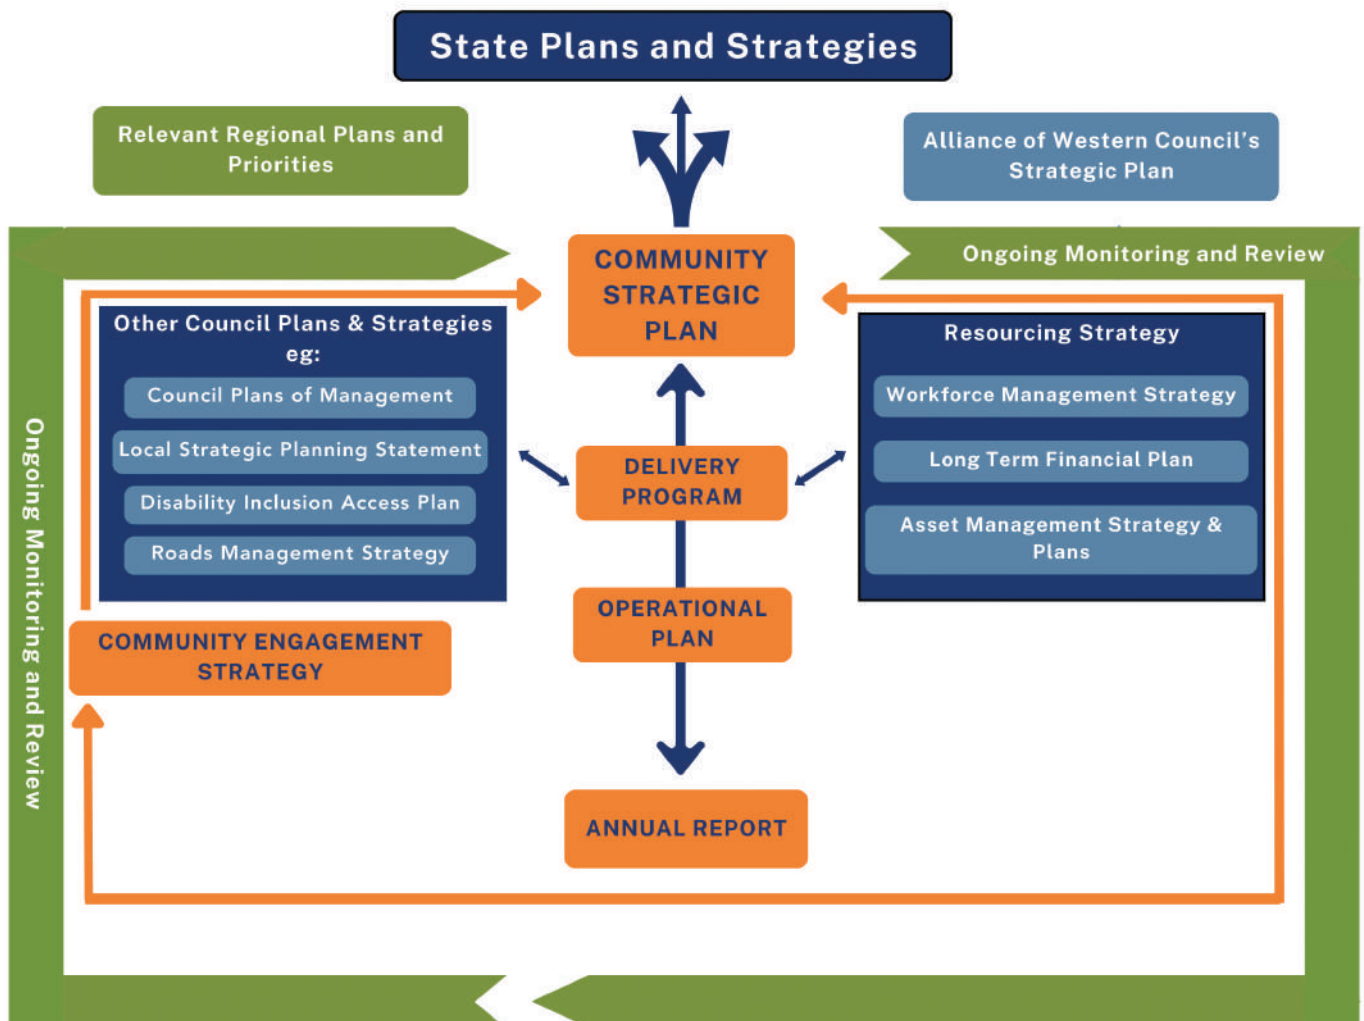 State Plans and Strategies
Relevant Regional Plans and
Priorities
Alliance of Western Council's
Strategic Plan
Ongoing Monitoring and Review
COMMUNITY
STRATEGIC
PLAN
Other Council Plans & Strategies
eg:
Council Plans of Management
Local Strategic Planning Statement
Disability Inclusion Access Plan
Roads Management Strategy
Resourcing Strategy
Workforce Management Strategy
Long Term Financial Plan
Asset Management Strategy &
Plans
DELIVERY
PROGRAM
OPERATIONAL
PLAN
COMMUNITY ENGAGEMENT
STRATEGY
Ongoing Monitoring and Review
ANNUAL REPORT